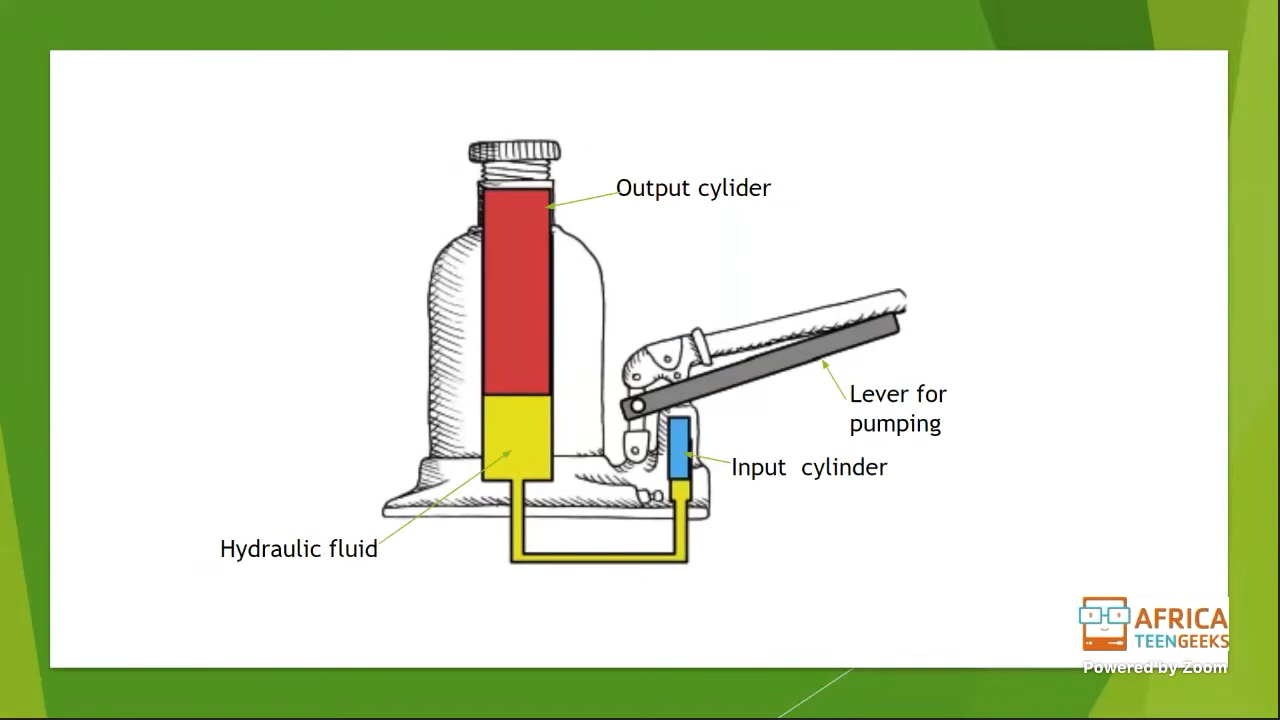 Output cylider
Lever for
pumping
Input cylinder
Hydraulic fluid
AFRICA
TEENGEEKS
Powered by Zoom